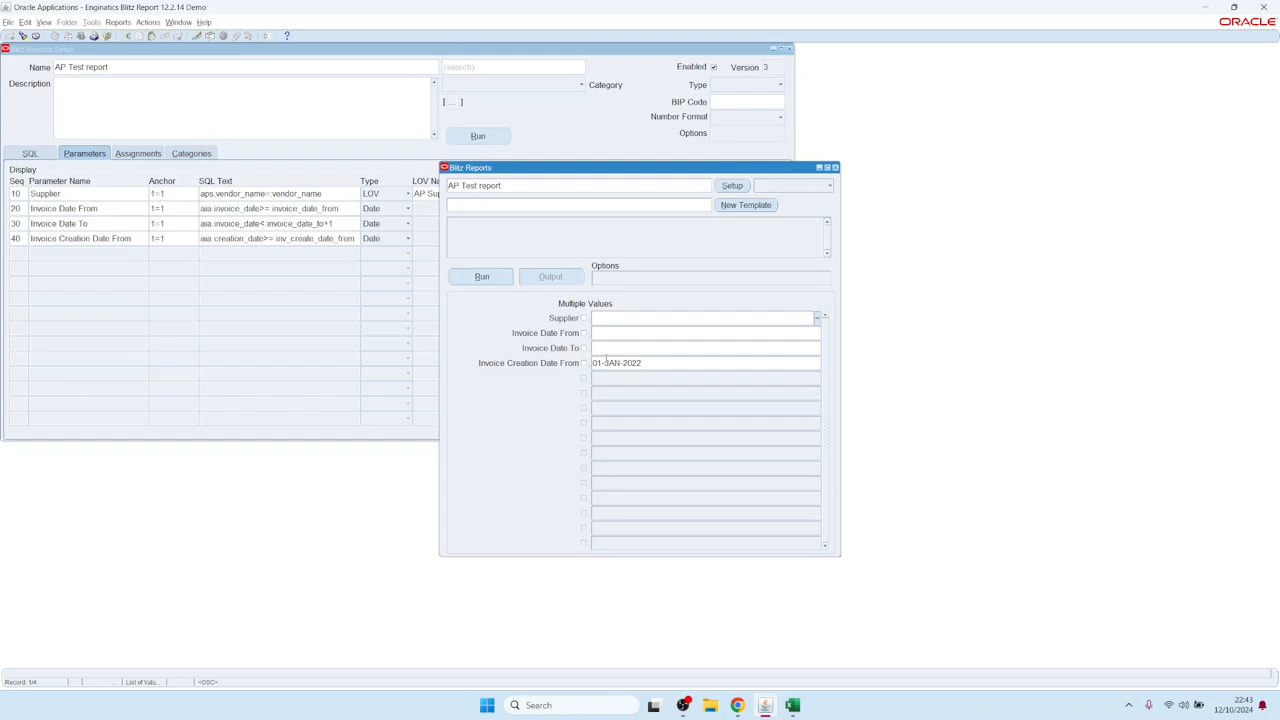 Oracle Applications - Enginatics Blitz Report 12.2.14 Demo
File Edit View Folder Tools Reports Actions Window Help
ORACLE
Blitz Reports Setup
Name AP Test report (search) Enabled Version 3
Description Category Type
[ ... ] BIP Code
Number Format
Run Options
SQL Parameters Assignments Categories
Display
Seq Parameter Name Anchor SQL Text Type LOV Na
10 Supplier 1=1 aps.vendor_name=:vendor_name LOV AP Sup
20 Invoice Date From 1=1 aia.invoice_date>=:invoice_date_from Date
30 Invoice Date To 1=1 aia.invoice_date<:invoice_date_to+1 Date
40 Invoice Creation Date From 1=1 aia.creation_date>=:inv_create_date_from Date
Blitz Reports
AP Test report Setup
New Template
Run Output Options
Multiple Values
Supplier
Invoice Date From
Invoice Date To
Invoice Creation Date From 01-JAN-2022
Record: 1/4 ... List of Valu... <OSC>
Search
22:43
12/10/2024